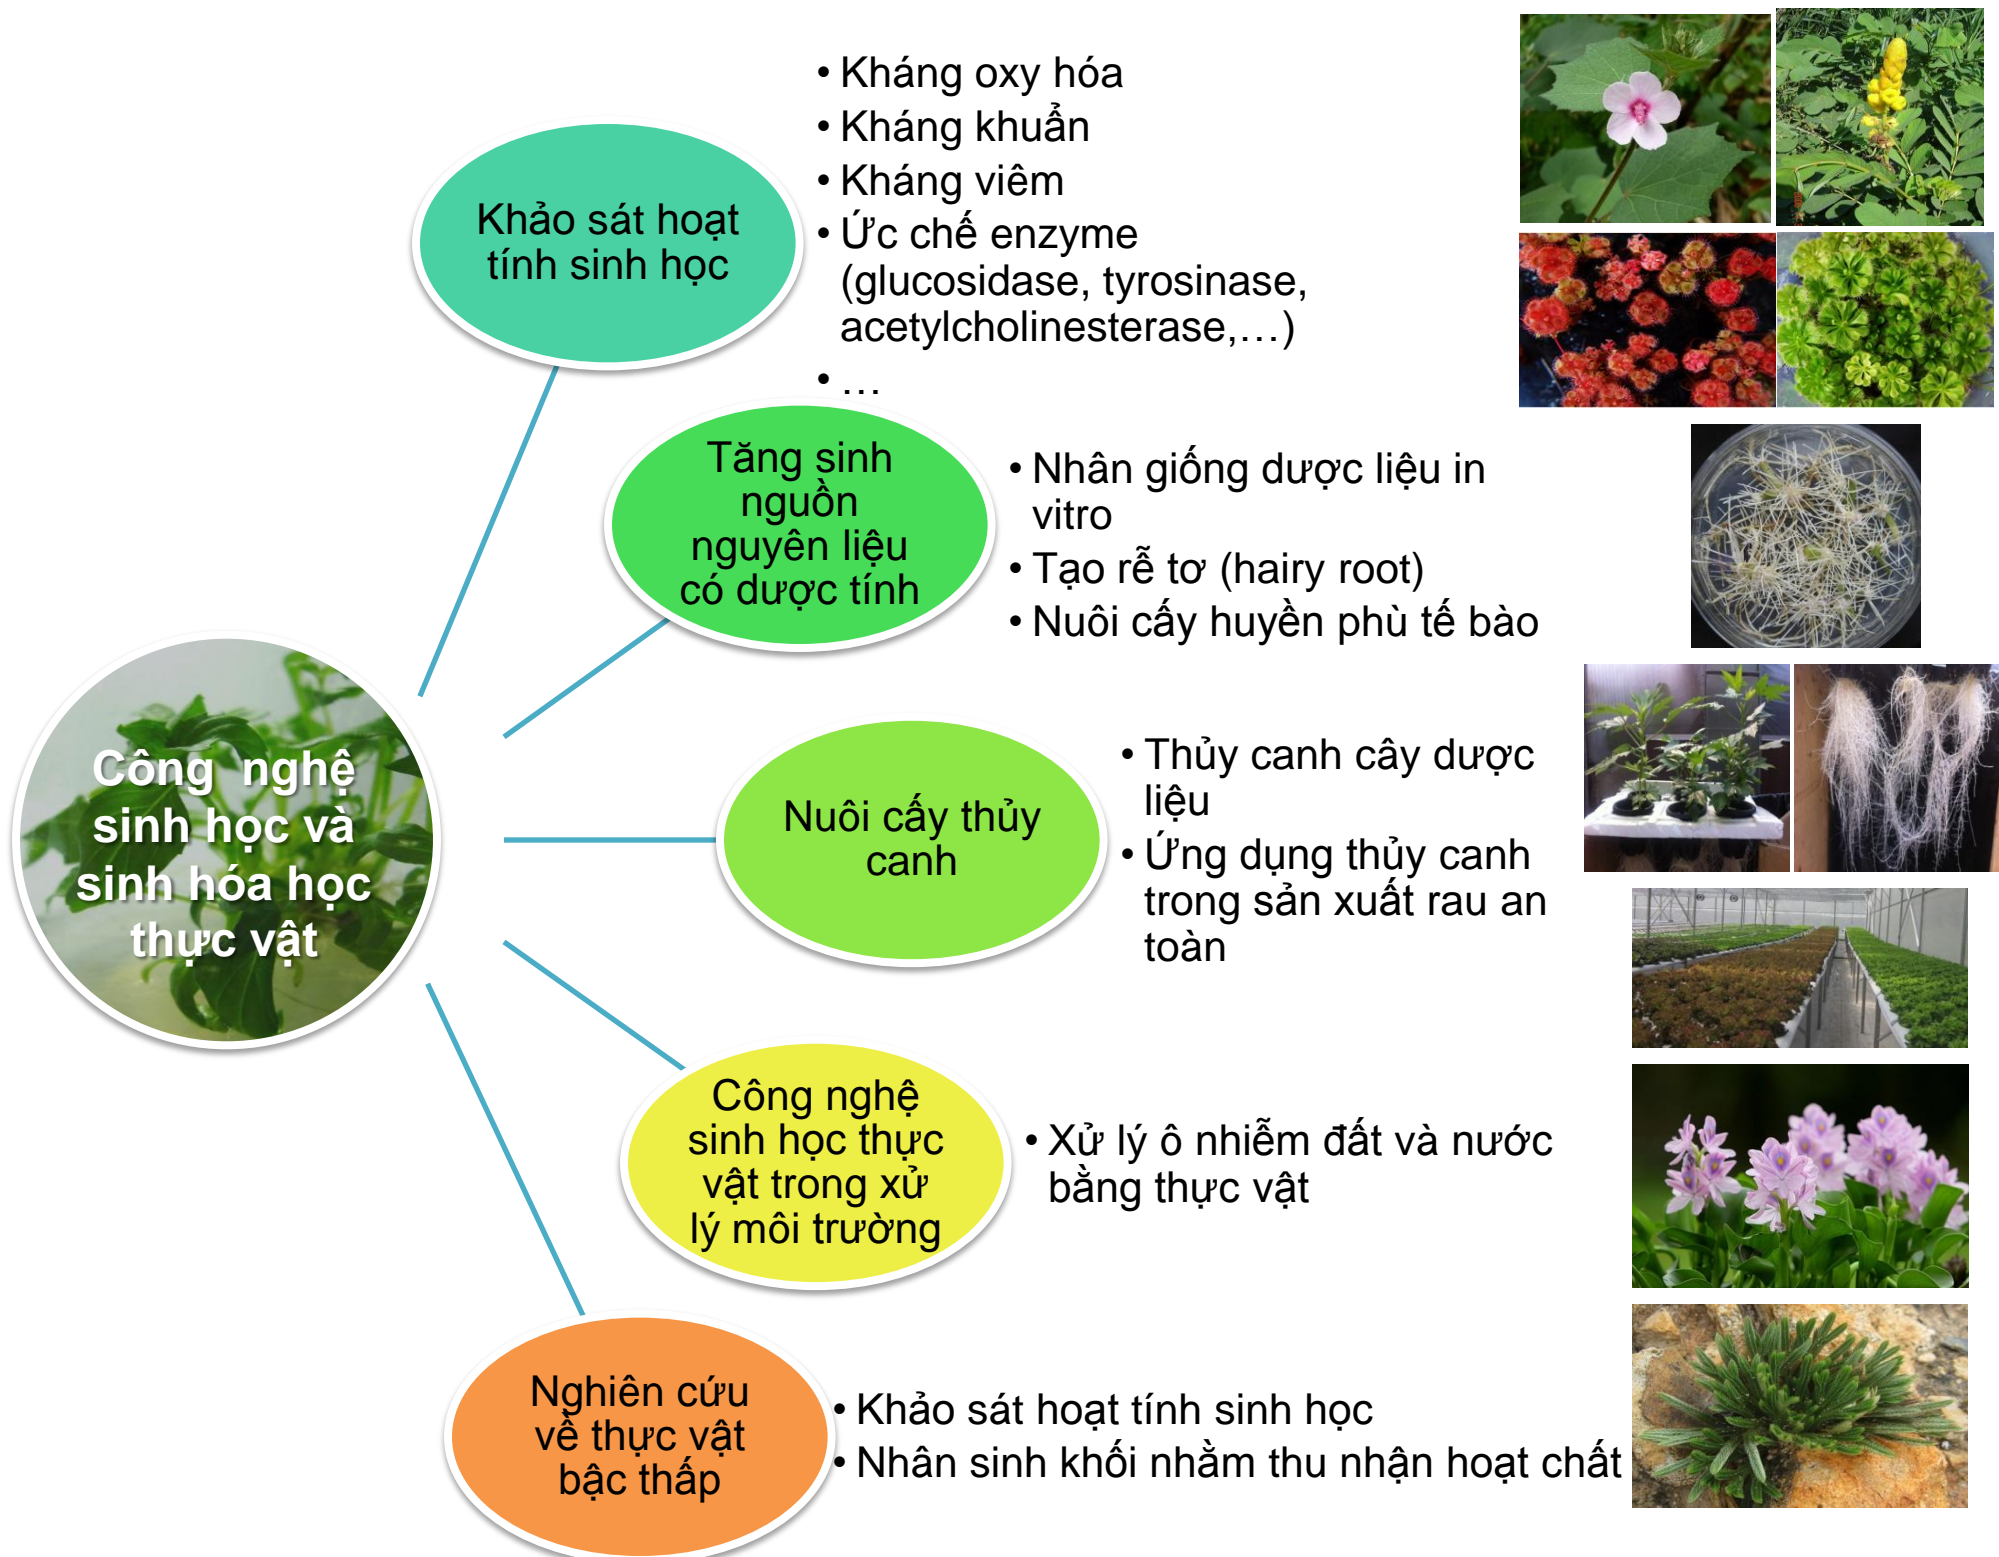 Công nghệ
sinh học và
sinh hóa học
thực vật
Khảo sát hoạt
tính sinh học
• Kháng oxy hóa
• Kháng khuẩn
• Kháng viêm
• Ức chế enzyme
(glucosidase, tyrosinase,
acetylcholinesterase,…)
• …
Tăng sinh
nguồn
nguyên liệu
có dược tính
• Nhân giống dược liệu in
vitro
• Tạo rễ tơ (hairy root)
• Nuôi cấy huyền phù tế bào
Nuôi cấy thủy
canh
• Thủy canh cây dược
liệu
• Ứng dụng thủy canh
trong sản xuất rau an
toàn
Công nghệ
sinh học thực
vật trong xử
lý môi trường
• Xử lý ô nhiễm đất và nước
bằng thực vật
Nghiên cứu
về thực vật
bậc thấp
• Khảo sát hoạt tính sinh học
• Nhân sinh khối nhằm thu nhận hoạt chất